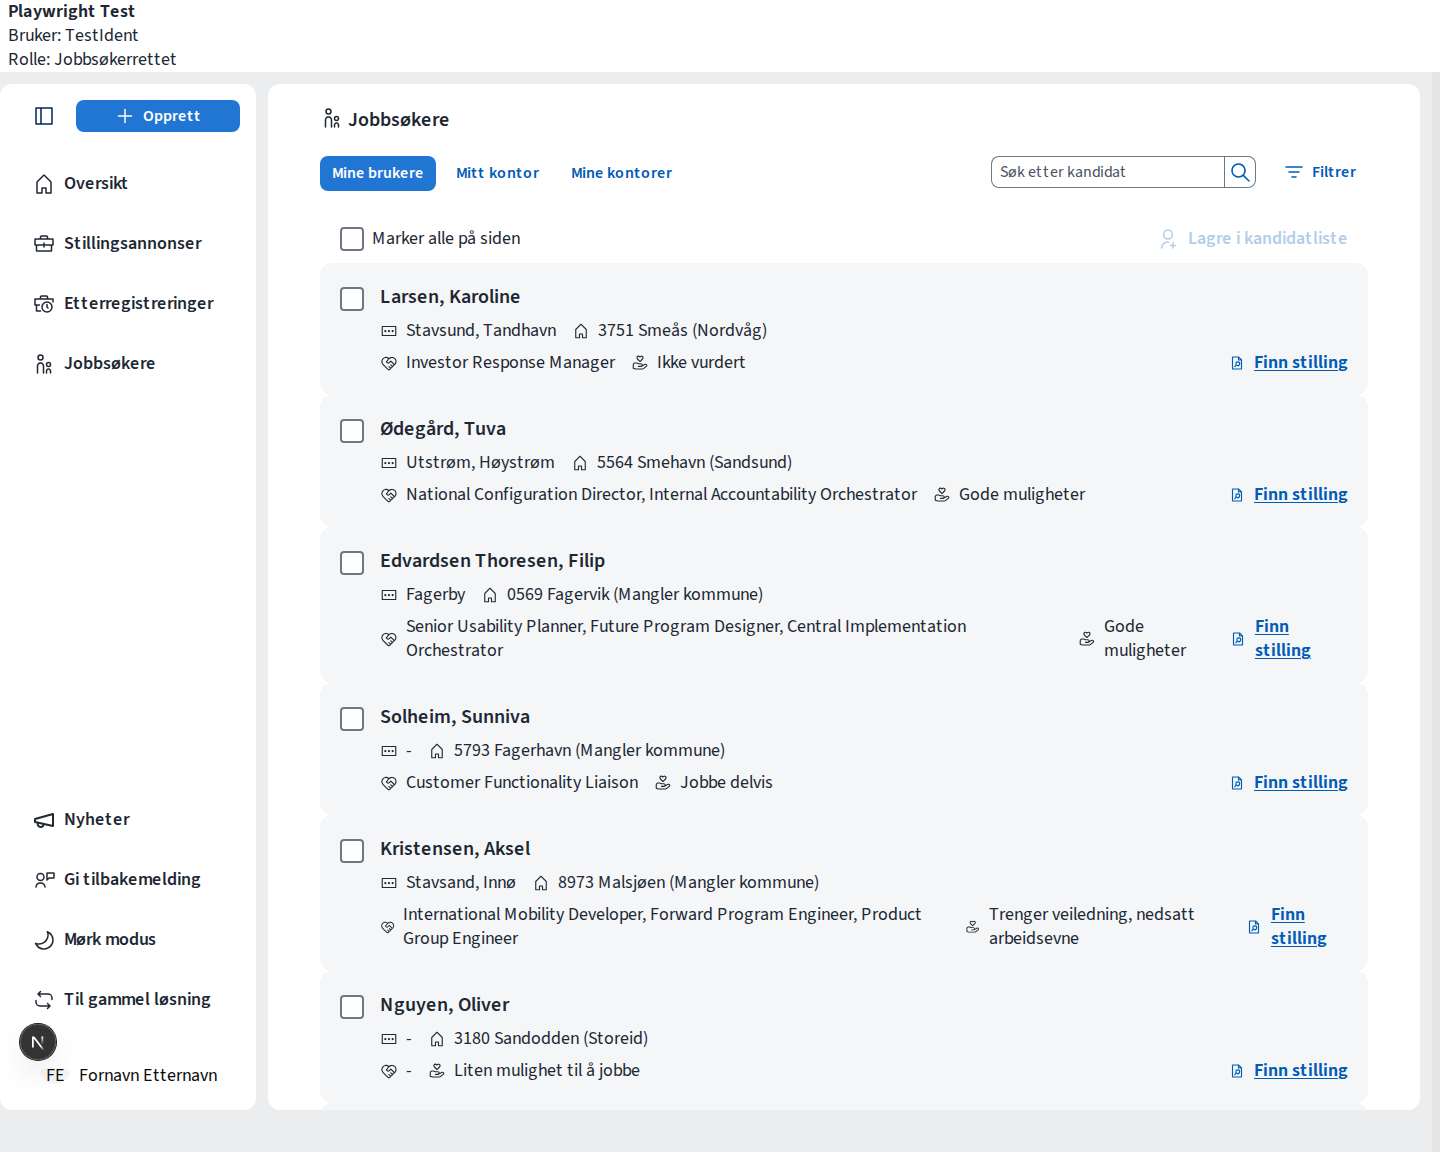 Playwright Test
Bruker: TestIdent
Rolle: Jobbsøkerrettet
Opprett
Oversikt
Stillingsannonser
Etterregistreringer
Jobbsøkere
Nyheter
Gi tilbakemelding
Mørk modus
Til gammel løsning
N
FE Fornavn Etternavn
Jobbsøkere
Mine brukere Mitt kontor Mine kontorer
Søk etter kandidat
Filtrer
Marker alle på siden
Lagre i kandidatliste
Larsen, Karoline
Stavsund, Tandhavn 3751 Smeås (Nordvåg)
Investor Response Manager Ikke vurdert Finn stilling
Ødegård, Tuva
Utstrøm, Høystrøm 5564 Smehavn (Sandsund)
National Configuration Director, Internal Accountability Orchestrator Gode muligheter Finn stilling
Edvardsen Thoresen, Filip
Fagerby 0569 Fagervik (Mangler kommune)
Senior Usability Planner, Future Program Designer, Central Implementation
Orchestrator
Gode
muligheter
Finn
stilling
Solheim, Sunniva
- 5793 Fagerhavn (Mangler kommune)
Customer Functionality Liaison Jobbe delvis Finn stilling
Kristensen, Aksel
Stavsand, Innø 8973 Malsjøen (Mangler kommune)
International Mobility Developer, Forward Program Engineer, Product
Group Engineer
Trenger veiledning, nedsatt
arbeidsevne
Finn
stilling
Nguyen, Oliver
- 3180 Sandodden (Storeid)
- Liten mulighet til å jobbe Finn stilling